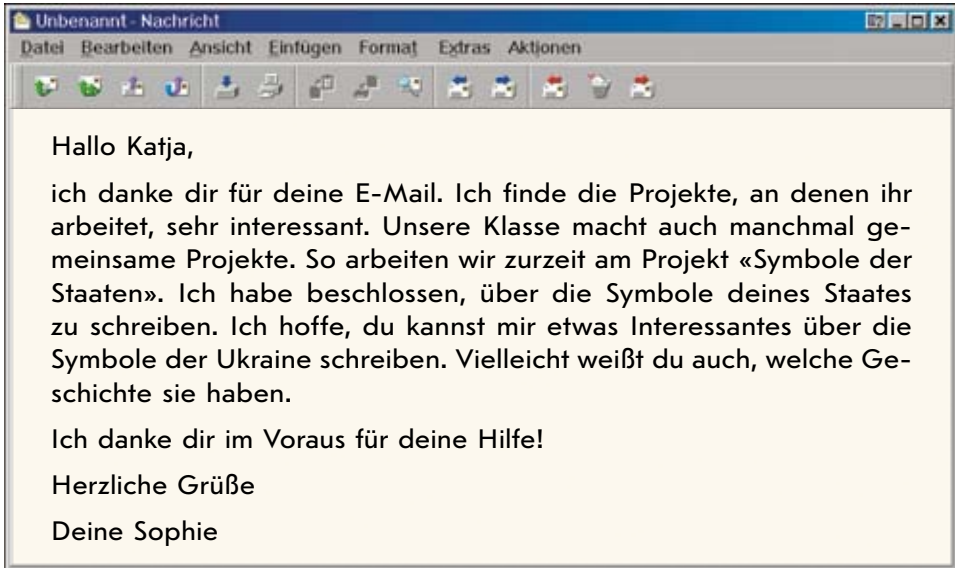 Unbenannt - Nachricht
Datei Bearbeiten Ansicht Einfügen Format Extras Aktionen
Hallo Katja,
ich danke dir für deine E-Mail. Ich finde die Projekte, an denen ihr
arbeitet, sehr interessant. Unsere Klasse macht auch manchmal ge-
meinsame Projekte. So arbeiten wir zurzeit am Projekt «Symbole der
Staaten». Ich habe beschlossen, über die Symbole deines Staates
zu schreiben. Ich hoffe, du kannst mir etwas Interessantes über die
Symbole der Ukraine schreiben. Vielleicht weißt du auch, welche Ge-
schichte sie haben.
Ich danke dir im Voraus für deine Hilfe!
Herzliche Grüße
Deine Sophie